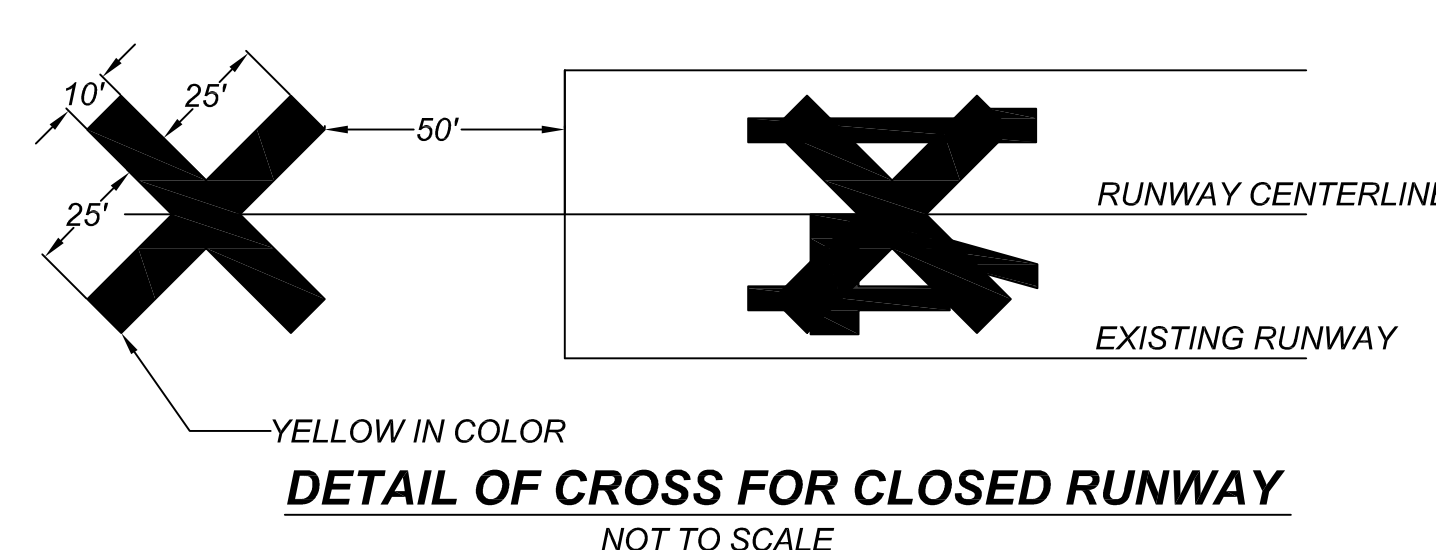 10'
25'
50'
25'
RUNWAY CENTERLINE
EXISTING RUNWAY
YELLOW IN COLOR
DETAIL OF CROSS FOR CLOSED RUNWAY
NOT TO SCALE